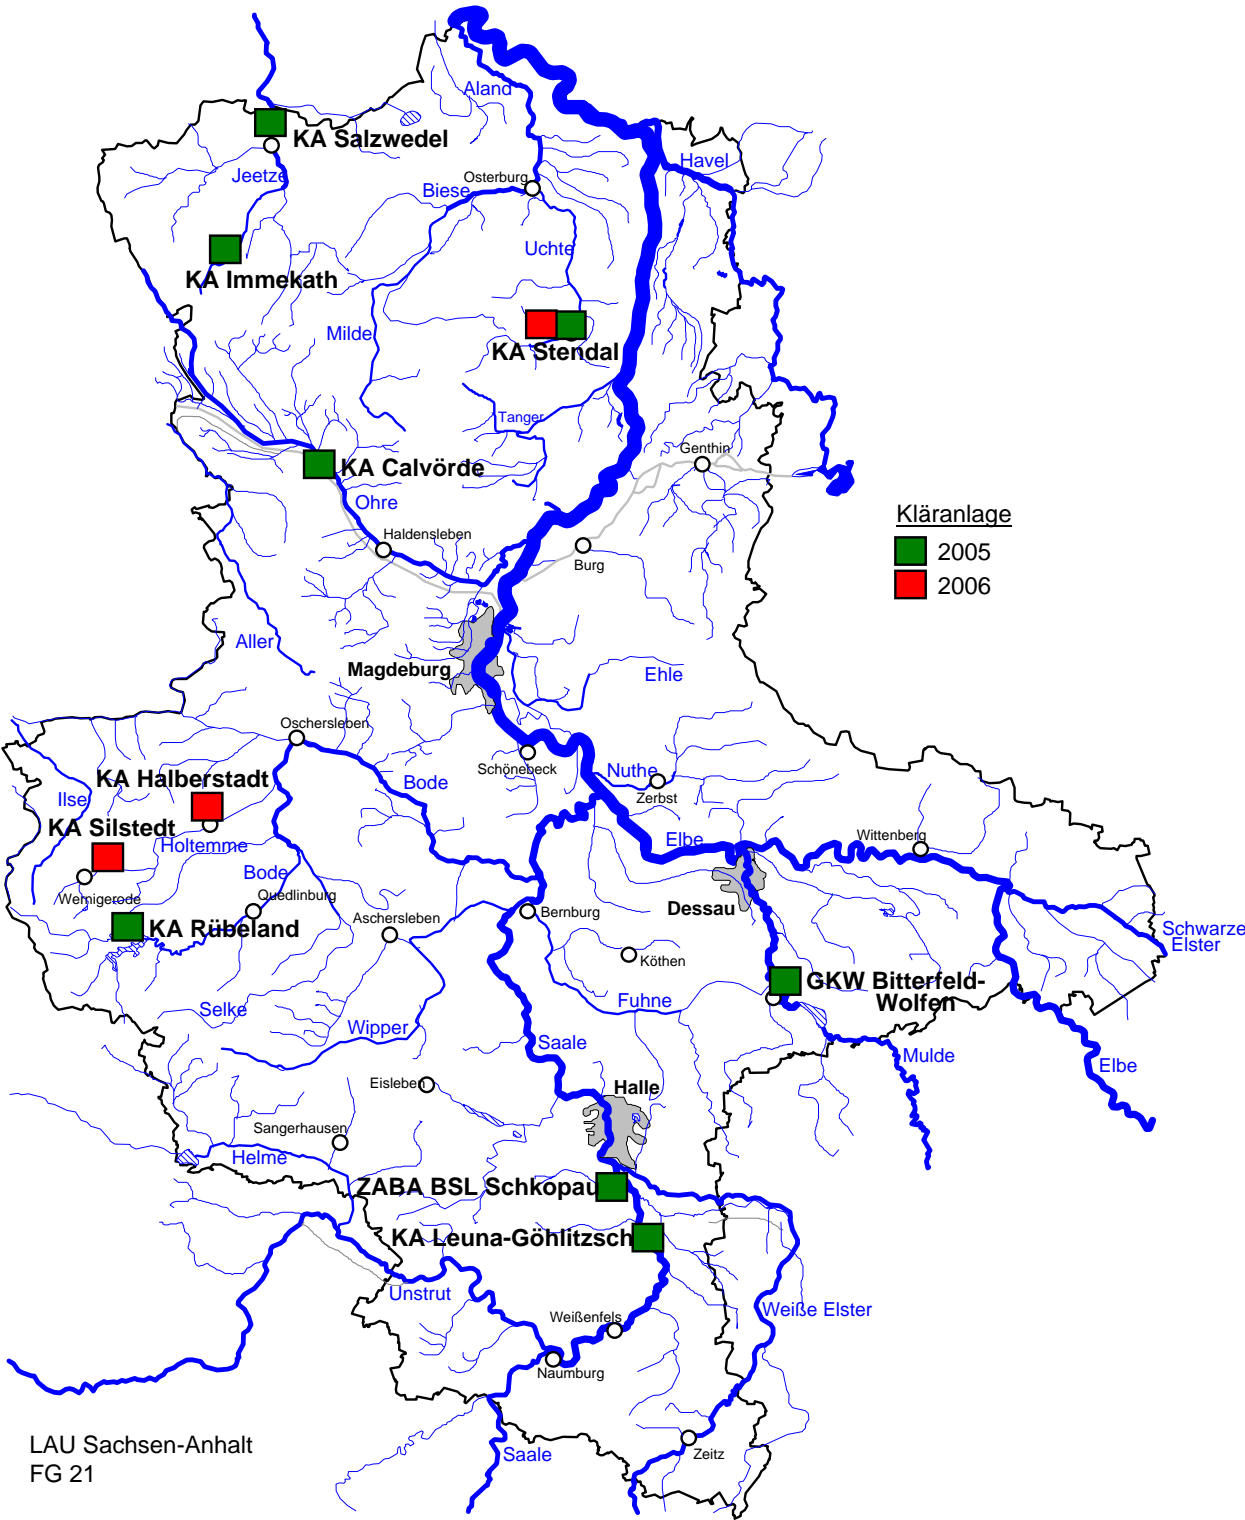 Aland
KA Salzwedel
Havel
Jeetze
Osterburg
Biese
Uchte
KA Immekath
Milde
KA Stendal
Tanger
Genthin
KA Calvörde
Ohre
Kläranlage
Haldensleben
2005
Burg
2006
Aller
Magdeburg
Ehle
Oschersleben
Schönebeck
Nuthe
KA Halberstadt
Bode
Zerbst
Ilse
KA Silstedt
Elbe
Wittenberg
Holtemme
Bode
Wernigerode
Quedlinburg
Dessau
Aschersleben
Bernburg
KA Rübeland
Schwarze
Elster
Köthen
GKW Bitterfeld-
Wolfen
Fuhne
Selke
Wipper
Saale
Mulde
Elbe
Eisleben
Halle
Sangerhausen
Helme
ZABA BSL Schkopau
KA Leuna-Göhlitzsch
Unstrut
Weiße Elster
Weißenfels
Naumburg
LAU Sachsen-Anhalt
FG 21
Saale
Zeitz